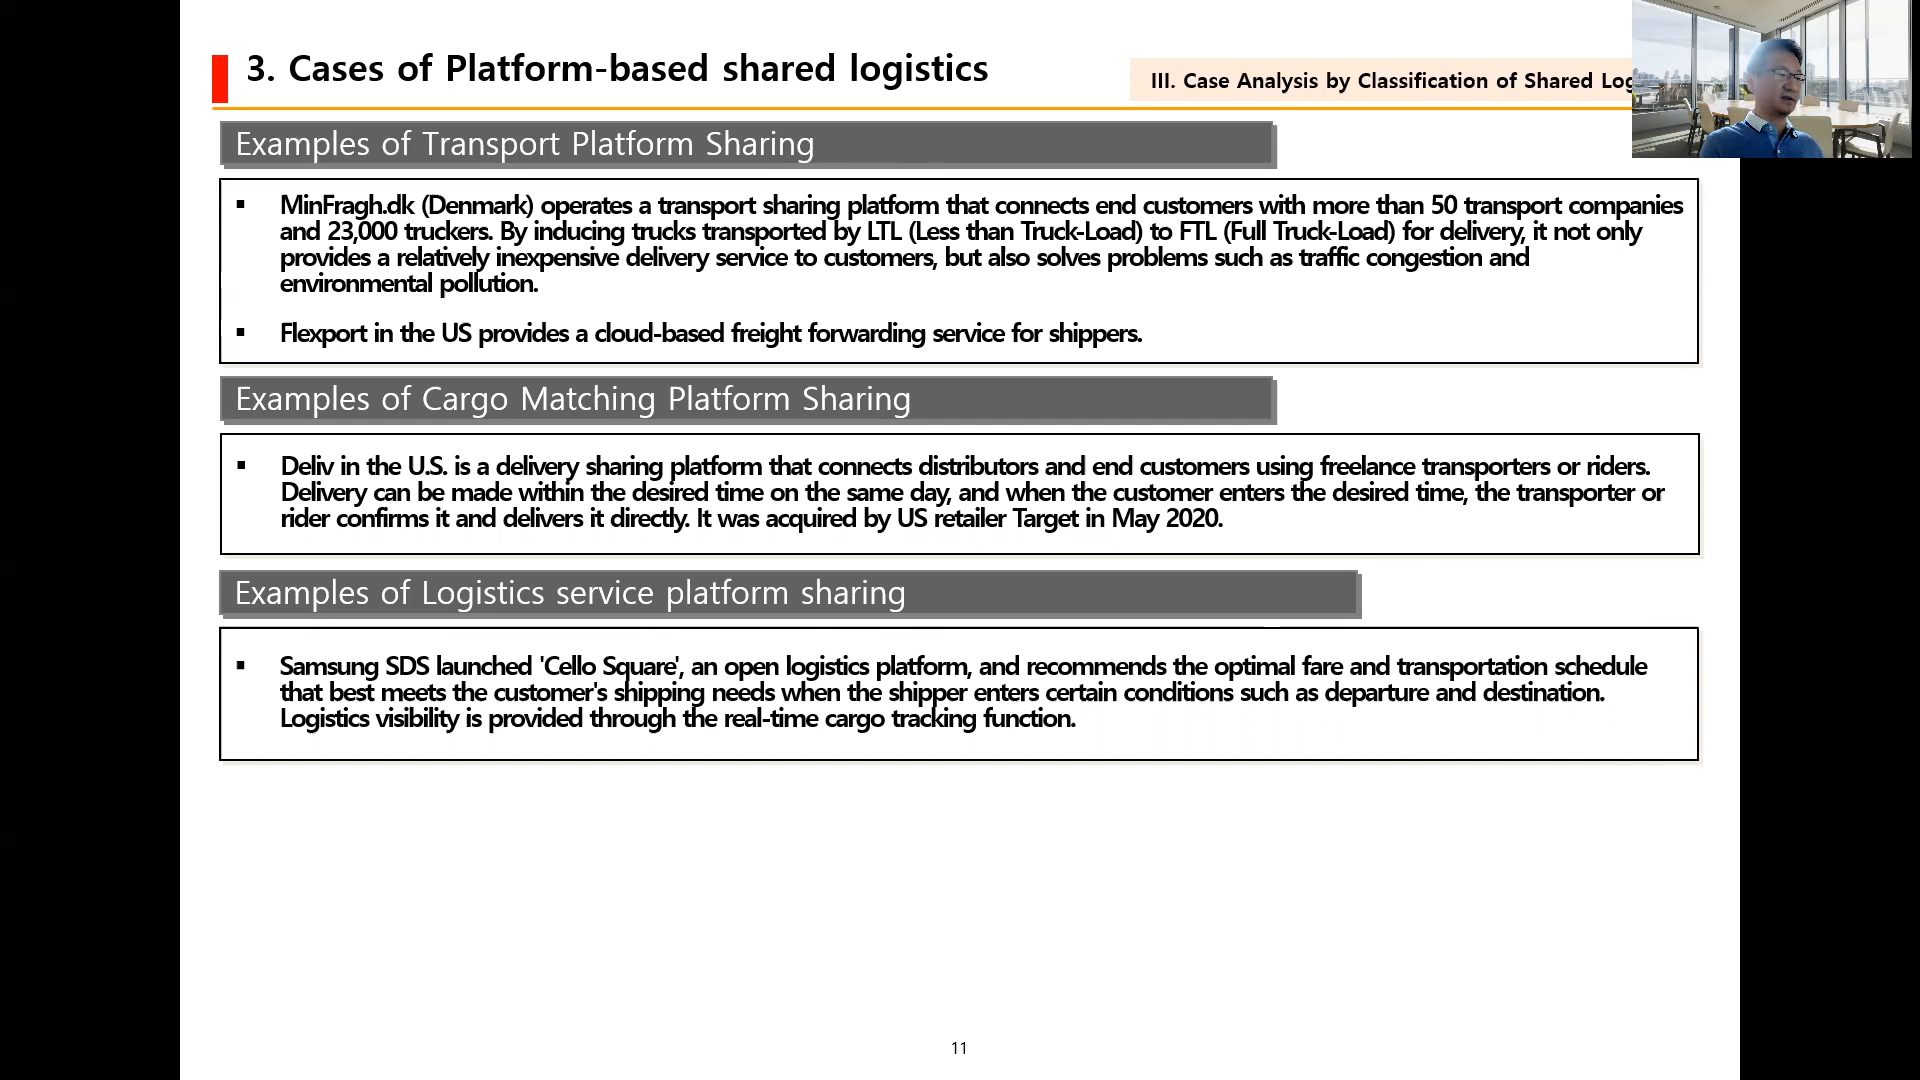 3. Cases of Platform-based shared logistics
III. Case Analysis by Classification of Shared
Examples of Transport Platform Sharing
▪ MinFragh.dk (Denmark) operates a transport sharing platform that connects end customers with more than 50 transport companies
and 23,000 truckers. By inducing trucks transported by LTL (Less than Truck-Load) to FTL (Full Truck-Load) for delivery, it not only
provides a relatively inexpensive delivery service to customers, but also solves problems such as traffic congestion and
environmental pollution.
▪ Flexport in the US provides a cloud-based freight forwarding service for shippers.
Examples of Cargo Matching Platform Sharing
▪ Deliv in the U.S. is a delivery sharing platform that connects distributors and end customers using freelance transporters or riders.
Delivery can be made within the desired time on the same day, and when the customer enters the desired time, the transporter or
rider confirms it and delivers it directly. It was acquired by US retailer Target in May 2020.
Examples of Logistics service platform sharing
▪ Samsung SDS launched 'Cello Square', an open logistics platform, and recommends the optimal fare and transportation schedule
that best meets the customer's shipping needs when the shipper enters certain conditions such as departure and destination.
Logistics visibility is provided through the real-time cargo tracking function.
11